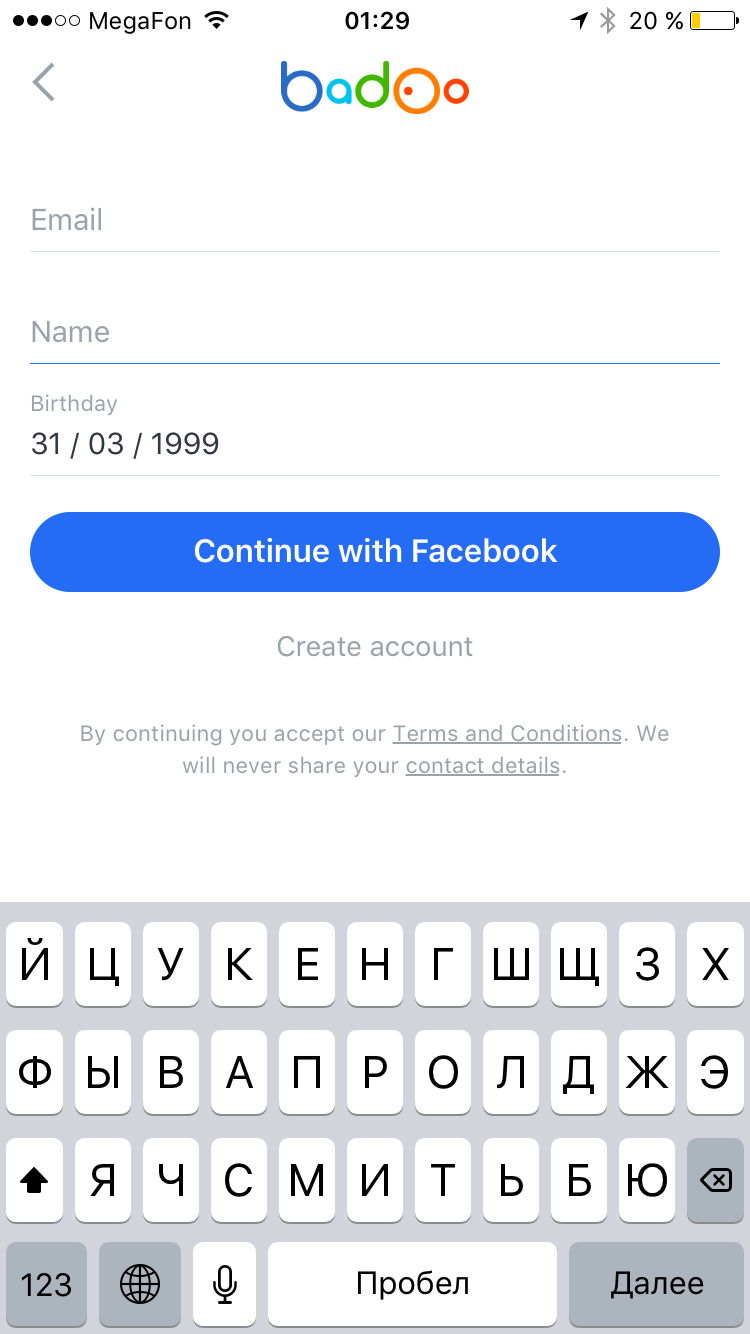 MegaFon 01:29 20 %
badoo
Email
Name
Birthday
31 / 03 / 1999
Continue with Facebook
Create account
By continuing you accept our Terms and Conditions. We
will never share your contact details.
Й Ц У К Е Н Г Ш Щ З Х
Ф Ы В А П Р О Л Д Ж Э
Я Ч С М И Т Ь Б Ю
123 Пробел Далее